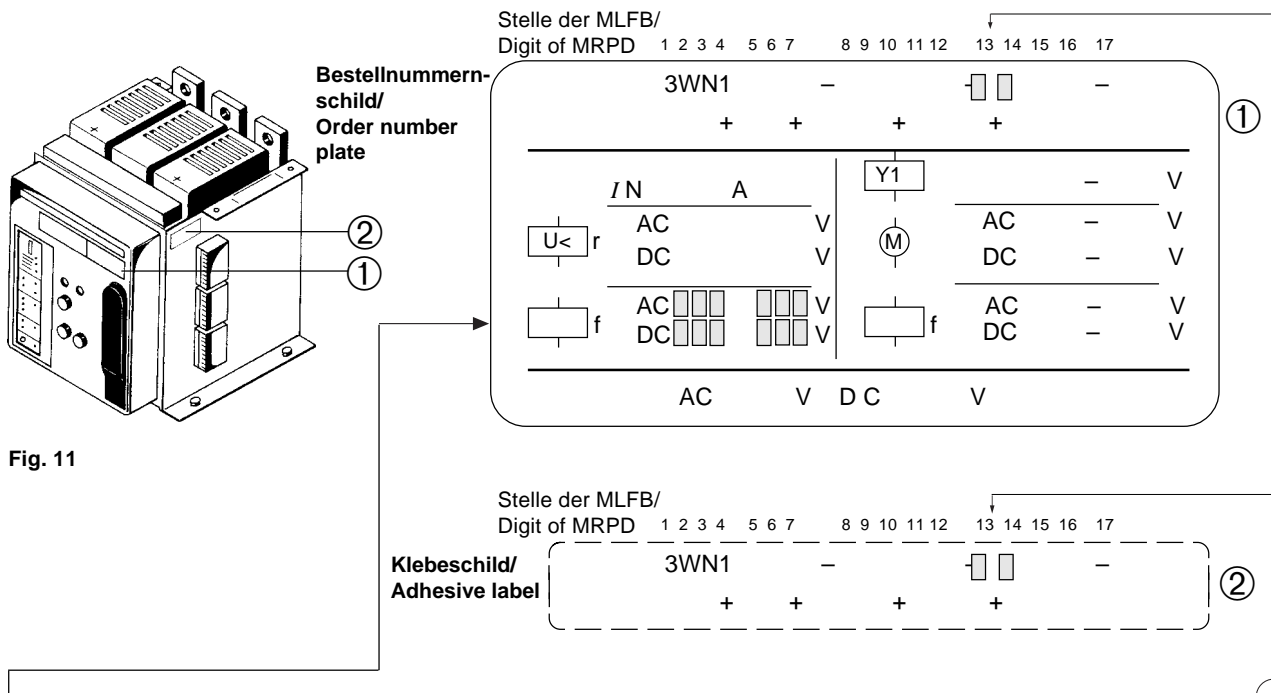 Stelle der MLFB/
Digit of MRPD 1 2 3 4 5 6 7 8 9 10 11 12 13 14 15 16 17
Bestellnummern-
schild/
Order number
plate
3WN1 – - –
+ + + +
①
Y1 – V
I N A
U< r AC V
DC V
M AC – V
DC – V
f AC V
DC V
f AC – V
DC – V
AC V D C V
②
①
Fig. 11
Stelle der MLFB/
Digit of MRPD 1 2 3 4 5 6 7 8 9 10 11 12 13 14 15 16 17
Klebeschild/
Adhesive label
3WN1 – - –
+ + + +
②